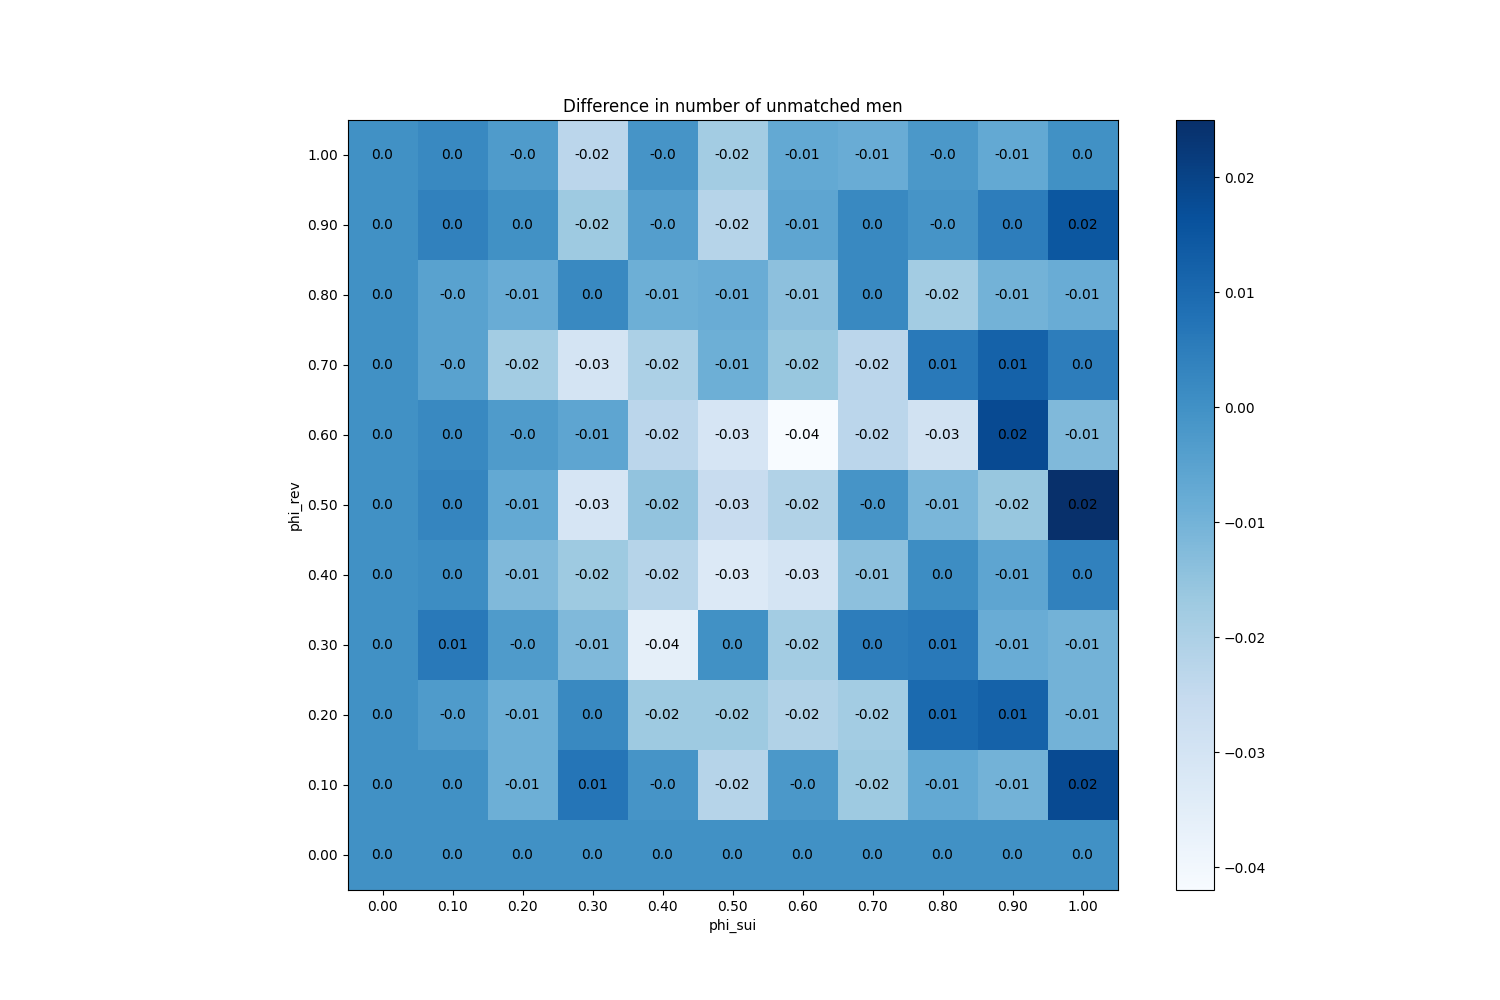 Difference in number of unmatched men
1.00 0.0 0.0 -0.0 -0.02 -0.0 -0.02 -0.01 -0.01 -0.0 -0.01 0.0
0.90 0.0 0.0 0.0 -0.02 -0.0 -0.02 -0.01 0.0 -0.0 0.0 0.02
0.80 0.0 -0.0 -0.01 0.0 -0.01 -0.01 -0.01 0.0 -0.02 -0.01 -0.01
0.70 0.0 -0.0 -0.02 -0.03 -0.02 -0.01 -0.02 -0.02 0.01 0.01 0.0
0.60 0.0 0.0 -0.0 -0.01 -0.02 -0.03 -0.04 -0.02 -0.03 0.02 -0.01
0.50 0.0 0.0 -0.01 -0.03 -0.02 -0.03 -0.02 -0.0 -0.01 -0.02 0.02
0.40 0.0 0.0 -0.01 -0.02 -0.02 -0.03 -0.03 -0.01 0.0 -0.01 0.0
0.30 0.0 0.01 -0.0 -0.01 -0.04 0.0 -0.02 0.0 0.01 -0.01 -0.01
0.20 0.0 -0.0 -0.01 0.0 -0.02 -0.02 -0.02 -0.02 0.01 0.01 -0.01
0.10 0.0 0.0 -0.01 0.01 -0.0 -0.02 -0.0 -0.02 -0.01 -0.01 0.02
0.00 0.0 0.0 0.0 0.0 0.0 0.0 0.0 0.0 0.0 0.0 0.0
0.00 0.10 0.20 0.30 0.40 0.50 0.60 0.70 0.80 0.90 1.00
phi_sui
phi_rev
0.02
0.01
0.00
−0.01
−0.02
−0.03
−0.04